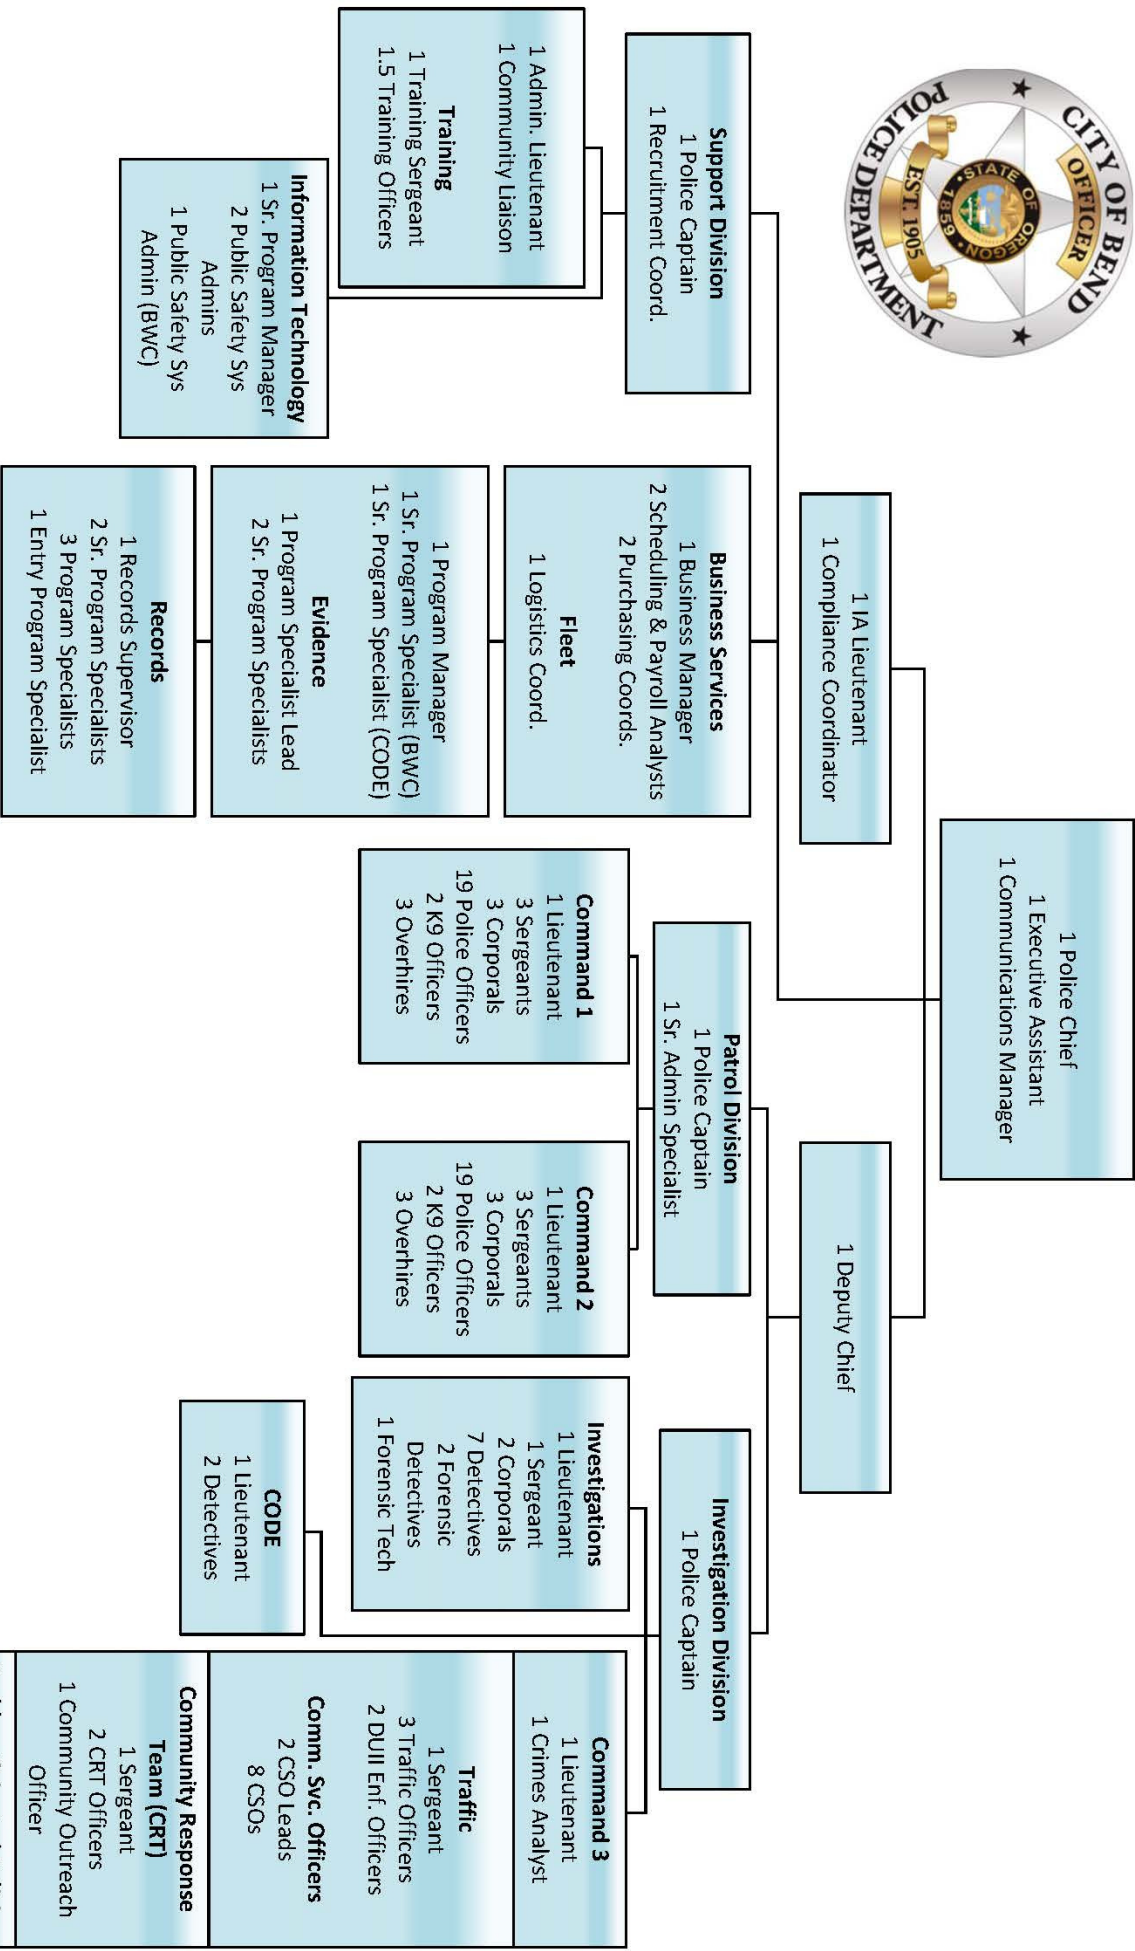 CITY OF BEND
OFFICER
STATE OF OREGON
1859
EST. 1905
POLICE DEPARTMENT
1 Police Chief
1 Executive Assistant
1 Communications Manager
1 IA Lieutenant
1 Compliance Coordinator
1 Deputy Chief
Support Division
1 Police Captain
1 Recruitment Coord.
1 Admin. Lieutenant
1 Community Liaison
Training
1 Training Sergeant
1.5 Training Officers
Information Technology
1 Sr. Program Manager
2 Public Safety Sys
Admins
1 Public Safety Sys
Admin (BWC)
Business Services
1 Business Manager
2 Scheduling & Payroll Analysts
2 Purchasing Coords.
Fleet
1 Logistics Coord.
1 Program Manager
1 Sr. Program Specialist (BWC)
1 Sr. Program Specialist (CODE)
Evidence
1 Program Specialist Lead
2 Sr. Program Specialists
Records
1 Records Supervisor
2 Sr. Program Specialists
3 Program Specialists
1 Entry Program Specialist
Patrol Division
1 Police Captain
1 Sr. Admin Specialist
Command 1
1 Lieutenant
3 Sergeants
3 Corporals
19 Police Officers
2 K9 Officers
3 Overhires
Command 2
1 Lieutenant
3 Sergeants
3 Corporals
19 Police Officers
2 K9 Officers
3 Overhires
Investigation Division
1 Police Captain
Investigations
1 Lieutenant
1 Sergeant
2 Corporals
7 Detectives
2 Forensic
Detectives
1 Forensic Tech
CODE
1 Lieutenant
2 Detectives
Command 3
1 Lieutenant
1 Crimes Analyst
Traffic
1 Sergeant
3 Traffic Officers
2 DUII Enf. Officers
Comm. Svc. Officers
2 CSO Leads
8 CSOs
Community Response
Team (CRT)
1 Sergeant
2 CRT Officers
1 Community Outreach
Officer